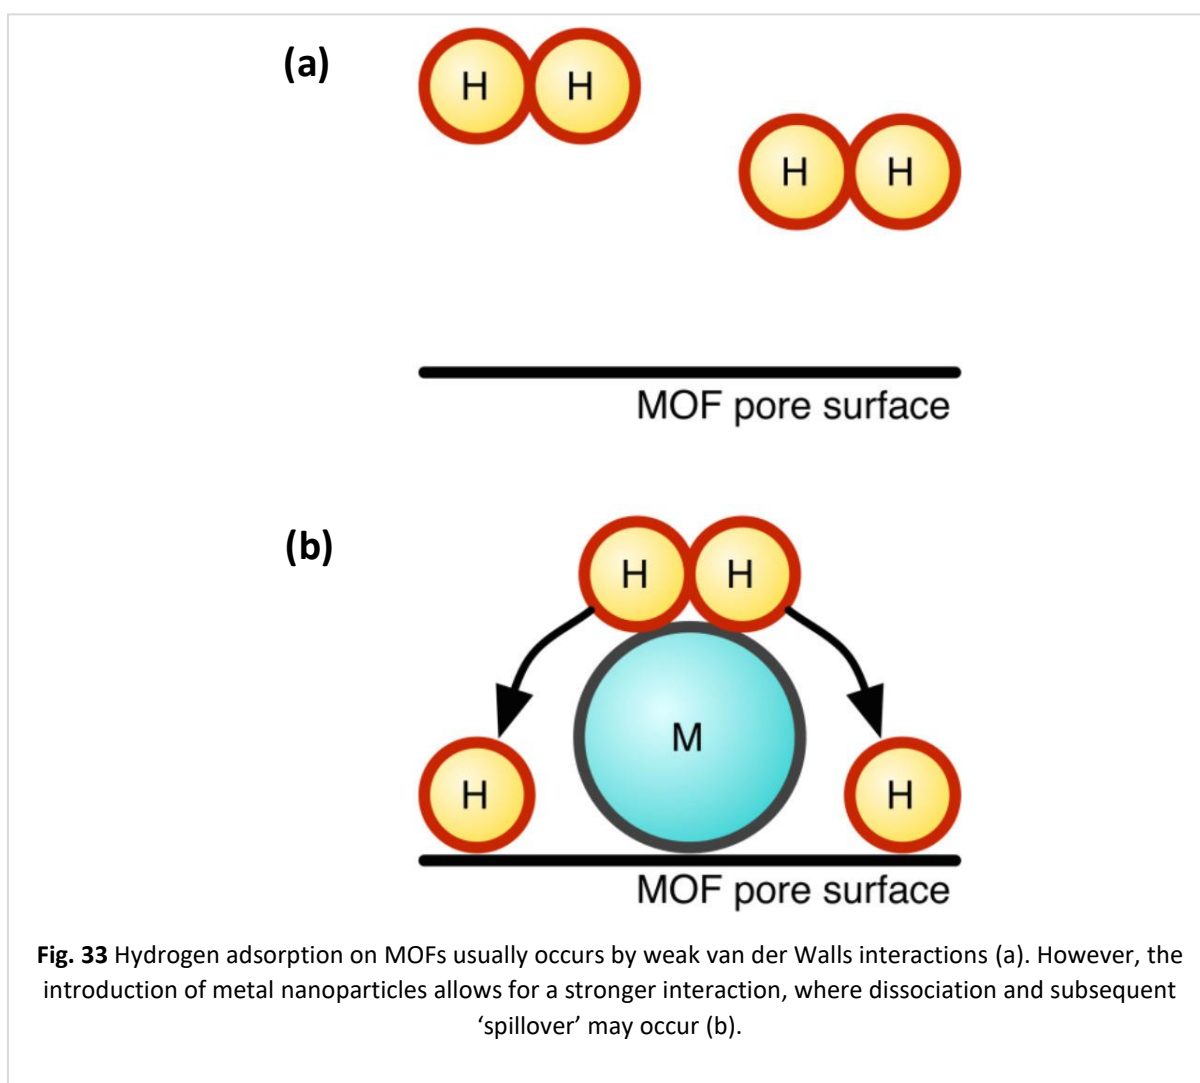 (a)
H H
H H
MOF pore surface
(b)
H H
M
H H
MOF pore surface
Fig. 33 Hydrogen adsorption on MOFs usually occurs by weak van der Walls interactions (a). However, the
introduction of metal nanoparticles allows for a stronger interaction, where dissociation and subsequent
‘spillover’ may occur (b).